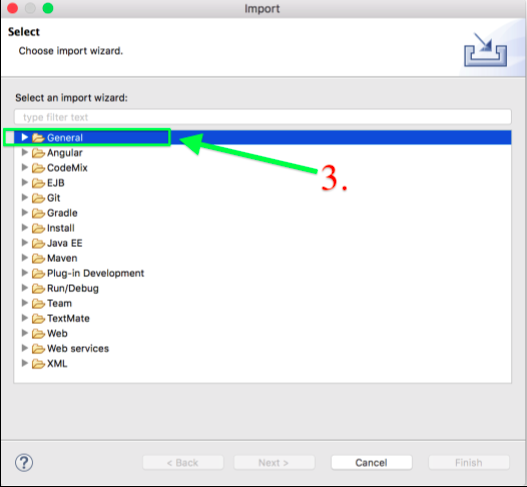 Import
Select
Choose import wizard.
Select an import wizard:
type filter text
General
3.
Angular
CodeMix
EJB
Git
Gradle
Install
Java EE
Maven
Plug-in Development
Run/Debug
Team
TextMate
Web
Web services
XML
?
< Back
Next >
Cancel
Finish